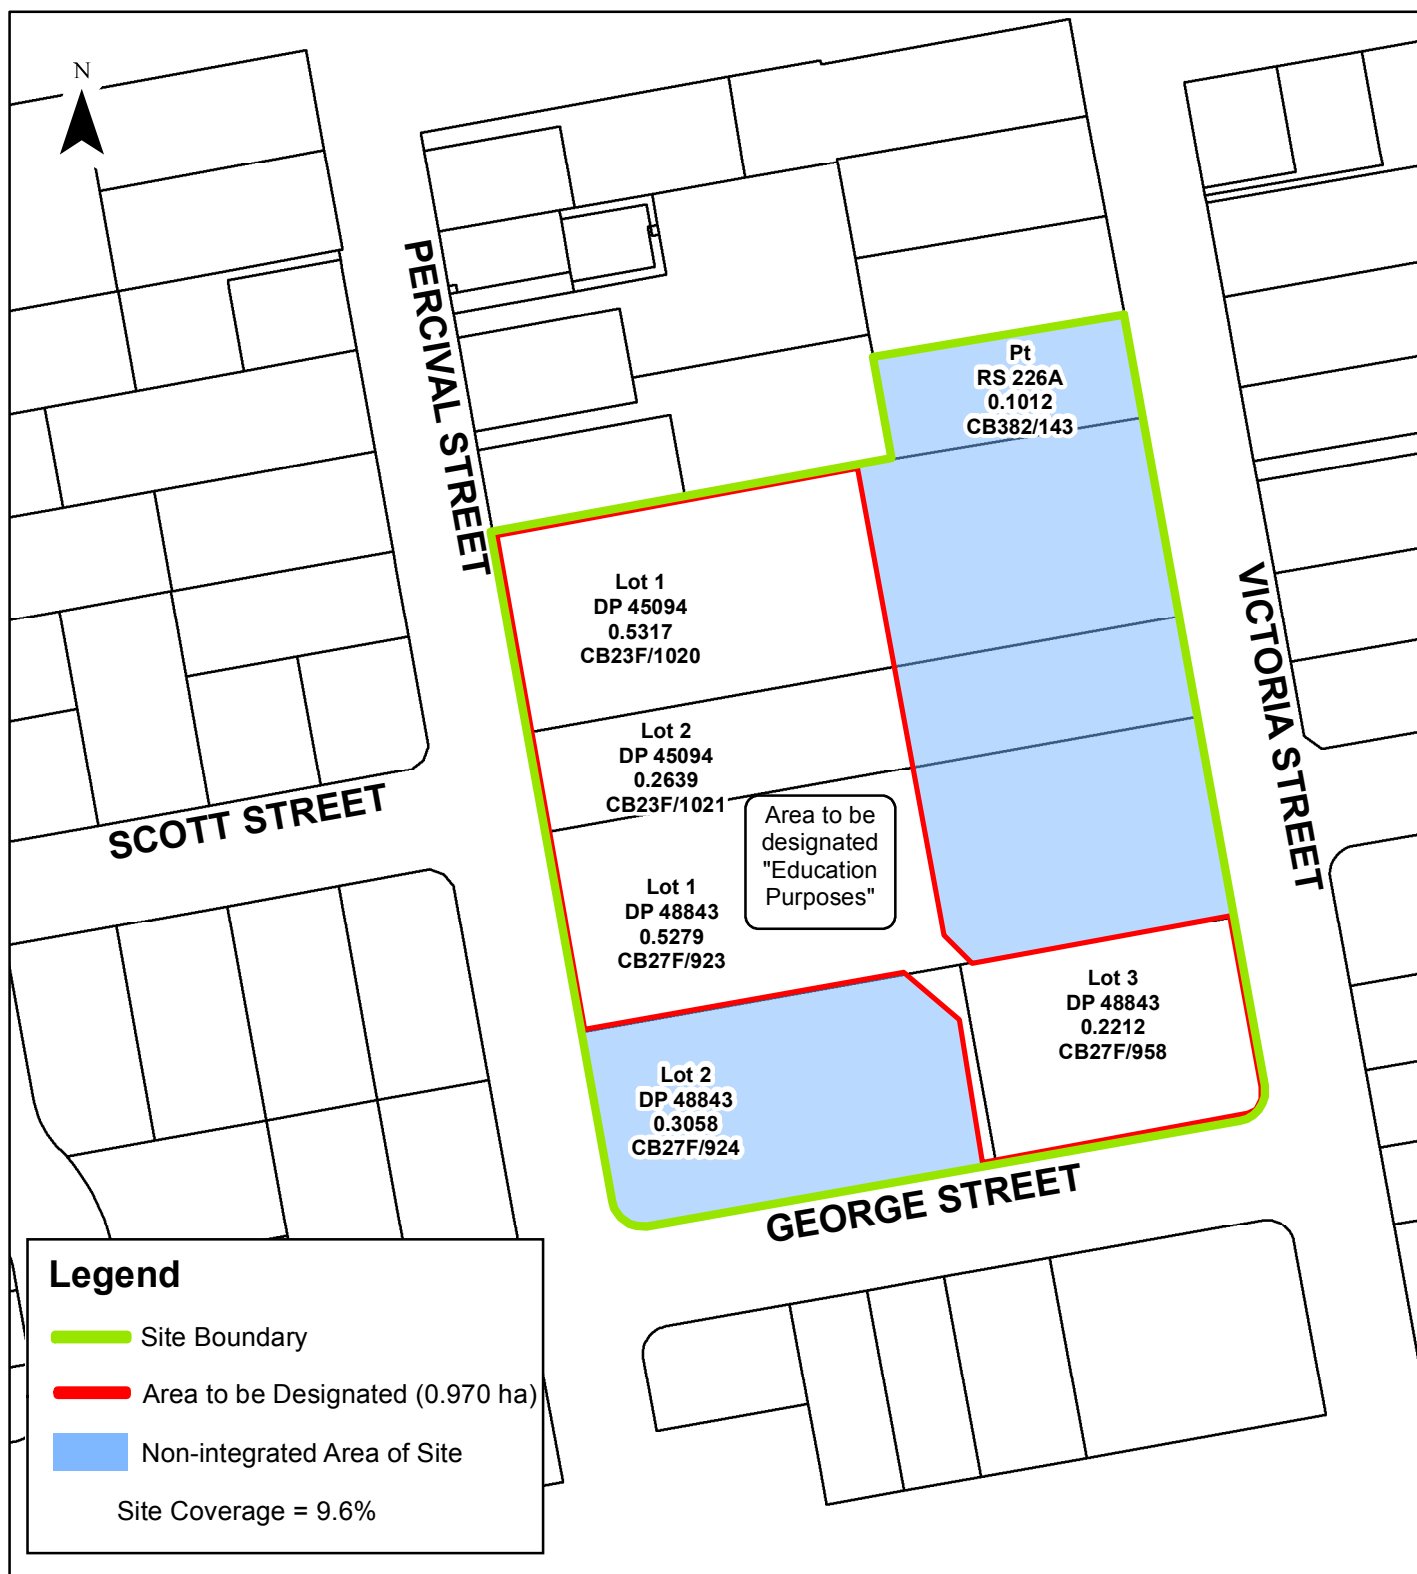 N
PERCIVAL STREET
Pt
RS 226A
0.1012
CB382/143
Lot 1
DP 45094
0.5317
CB23F/1020
VICTORIA STREET
Lot 2
DP 45094
0.2639
CB23F/1021
SCOTT STREET
Area to be
designated
"Education
Purposes"
Lot 1
DP 48843
0.5279
CB27F/923
Lot 3
DP 48843
0.2212
CB27F/958
Lot 2
DP 48843
0.3058
CB27F/924
GEORGE STREET
Legend
Site Boundary
Area to be Designated (0.970 ha)
Non-integrated Area of Site
Site Coverage = 9.6%